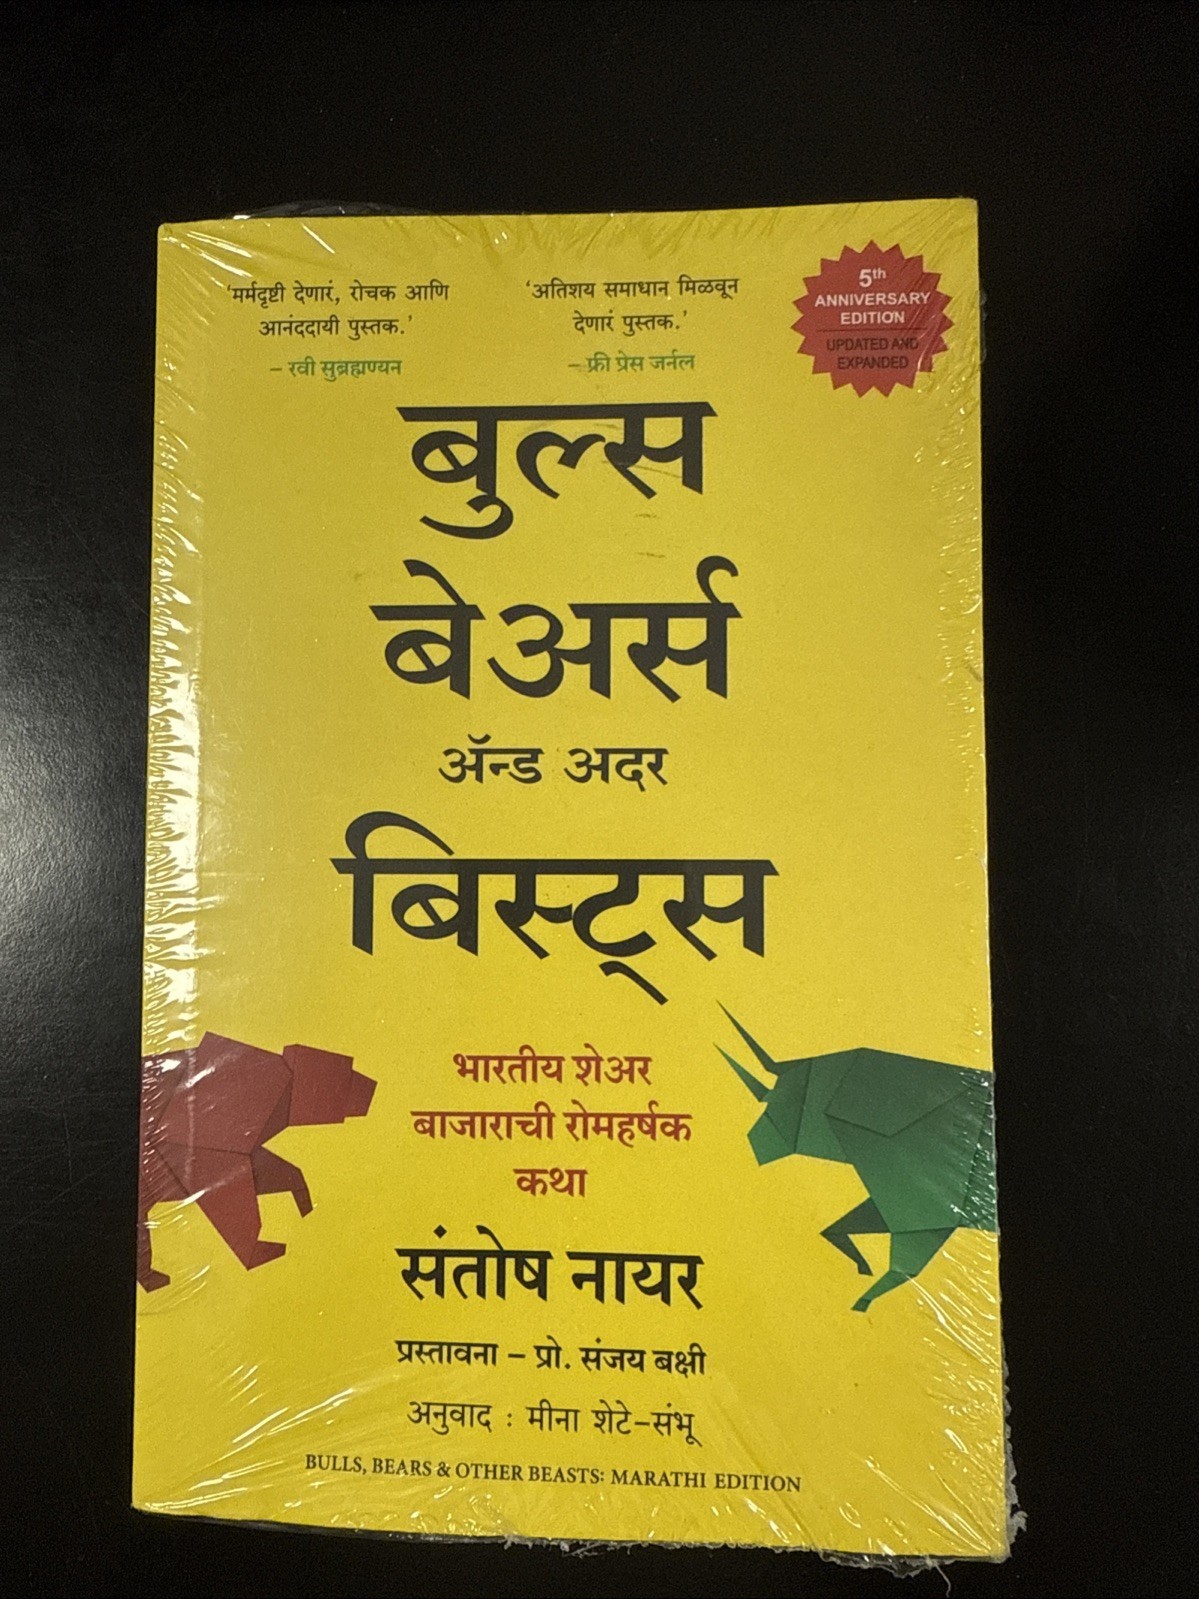 'मर्मदृष्टी देणारं, रोचक आणि
आनंददायी पुस्तक.'
– रवी सुब्रह्मण्यन
'अतिशय समाधान मिळवून
देणारं पुस्तक.'
– फ्री प्रेस जर्नल
5th
ANNIVERSARY
EDITION
UPDATED AND
EXPANDED
बुल्स
बेअर्स
ॲन्ड अदर
बिस्ट्स
भारतीय शेअर
बाजाराची रोमहर्षक
कथा
संतोष नायर
प्रस्तावना – प्रो. संजय बक्षी
अनुवाद : मीना शेटे–संभू
BULLS, BEARS & OTHER BEASTS: MARATHI EDITION